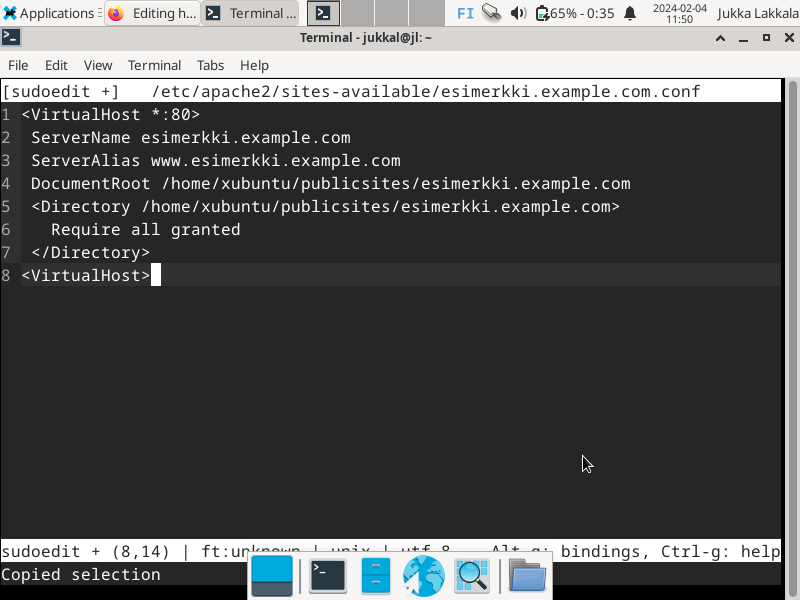 Applications Editing h... Terminal ... FI 65% - 0:35 2024-02-04 11:50 Jukka Lakkala
Terminal - jukkal@jl: ~
File Edit View Terminal Tabs Help
[sudoedit +] /etc/apache2/sites-available/esimerkki.example.com.conf
1 <VirtualHost *:80>
2 ServerName esimerkki.example.com
3 ServerAlias www.esimerkki.example.com
4 DocumentRoot /home/xubuntu/publicsites/esimerkki.example.com
5 <Directory /home/xubuntu/publicsites/esimerkki.example.com>
6 Require all granted
7 </Directory>
8 <VirtualHost>
sudoedit + (8,14) | ft:unknown | unix | utf-8 Alt-g: bindings, Ctrl-g: help
Copied selection